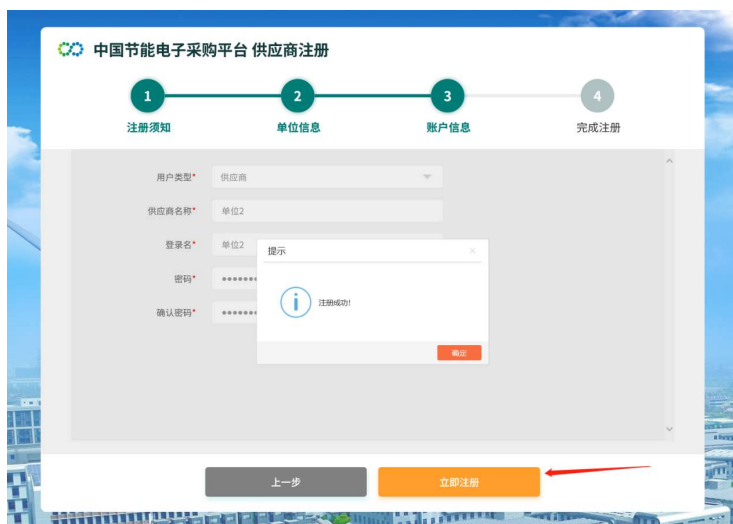 中国节能电子采购平台 供应商注册
1 2 3 4
注册须知 单位信息 账户信息 完成注册
用户类型* 供应商
供应商名称* 单位2
登录名* 单位2
密码* ●●●●●●●
确认密码* ●●●●●●●
提示 ×
i 注册成功!
确定
上一步 立即注册